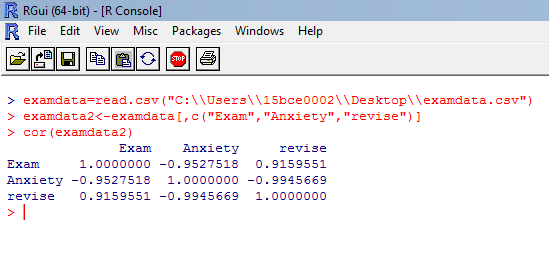 RGui (64-bit) - [R Console]
R File Edit View Misc Packages Windows Help
STOP
> examdata=read.csv("C:\\Users\\15bce0002\\Desktop\\examdata.csv")
> examdata2<-examdata[,c("Exam","Anxiety","revise")]
> cor(examdata2)
Exam Anxiety revise
Exam 1.0000000 -0.9527518 0.9159551
Anxiety -0.9527518 1.0000000 -0.9945669
revise 0.9159551 -0.9945669 1.0000000
>